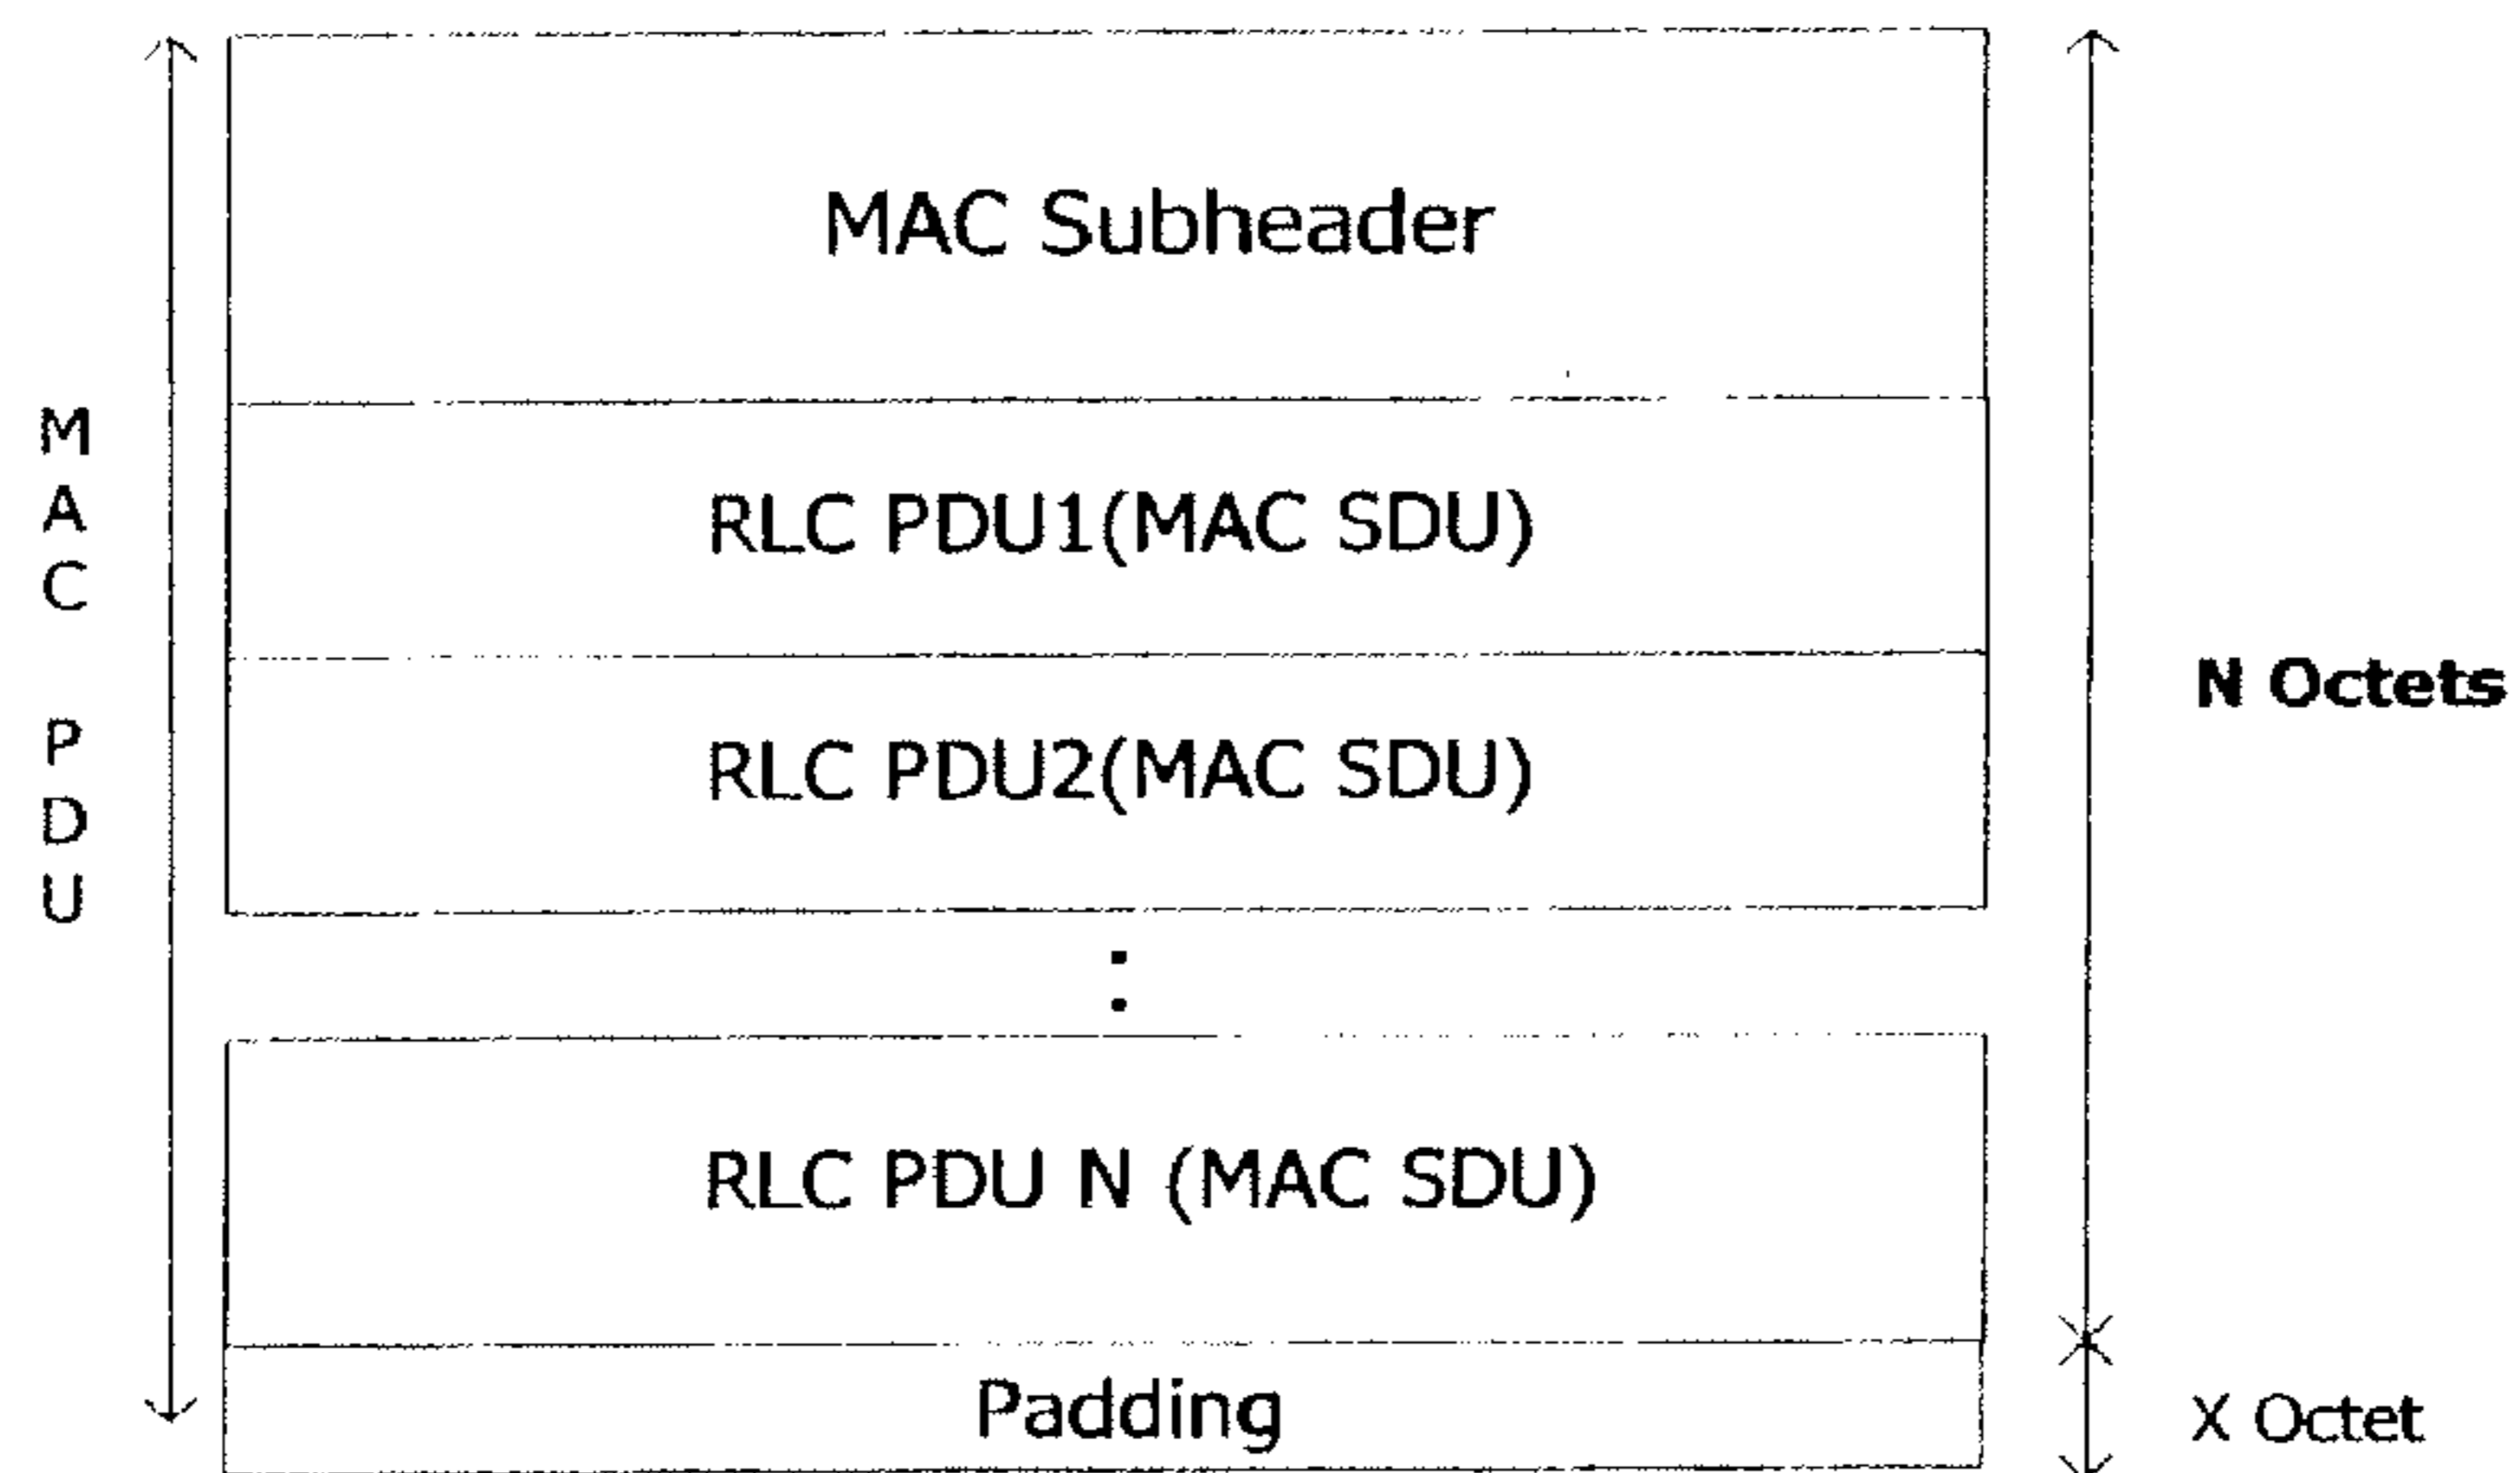 MAC Subheader
RLC PDU1(MAC SDU)
RLC PDU2(MAC SDU)
:
RLC PDU N (MAC SDU)
Padding
MAC PDU
N Octets
X Octet